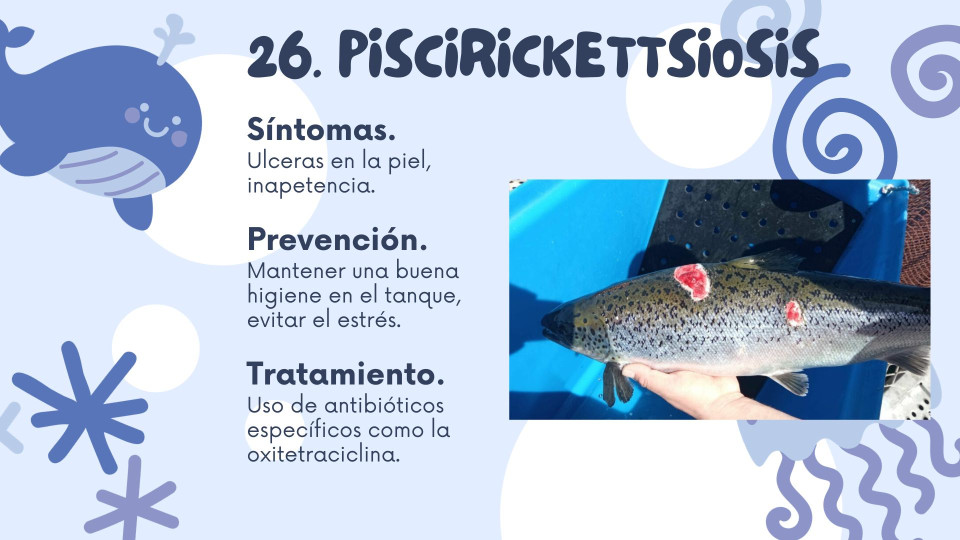 26. PiSCiRiCKETTSiOSiS
Síntomas.
Ulceras en la piel,
inapetencia.
Prevención.
Mantener una buena
higiene en el tanque,
evitar el estrés.
Tratamiento.
Uso de antibióticos
específicos como la
oxitetraciclina.